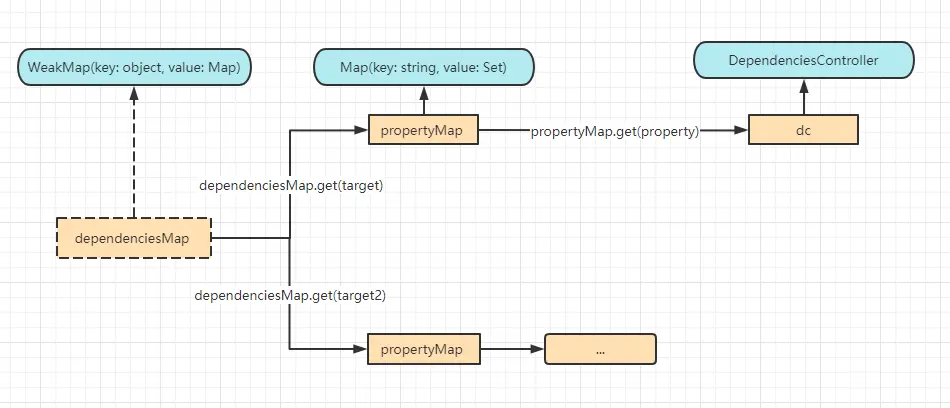 WeakMap(key: object, value: Map)
Map(key: string, value: Set)
DependenciesController
propertyMap
propertyMap.get(property)
dc
dependenciesMap.get(target)
dependenciesMap
dependenciesMap.get(target2)
propertyMap
...